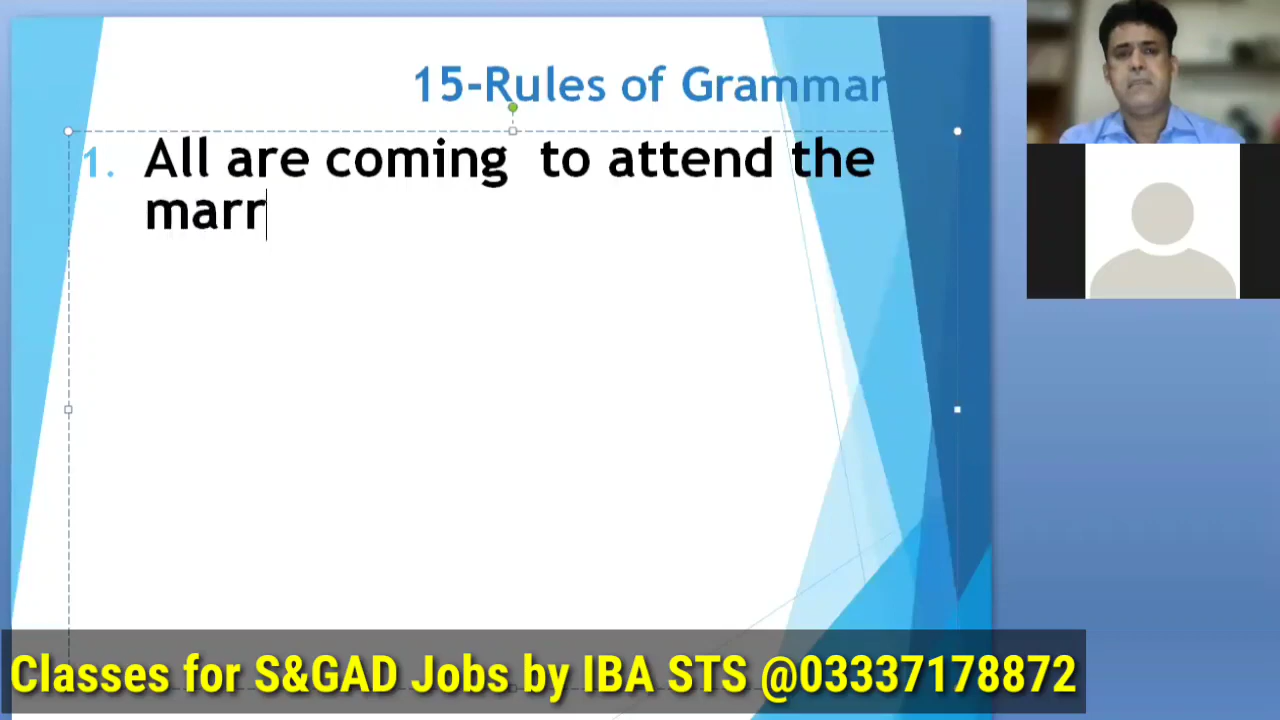 15-Rules of Grammar
1. All are coming to attend the
marr
Classes for S&GAD Jobs by IBA STS @03337178872